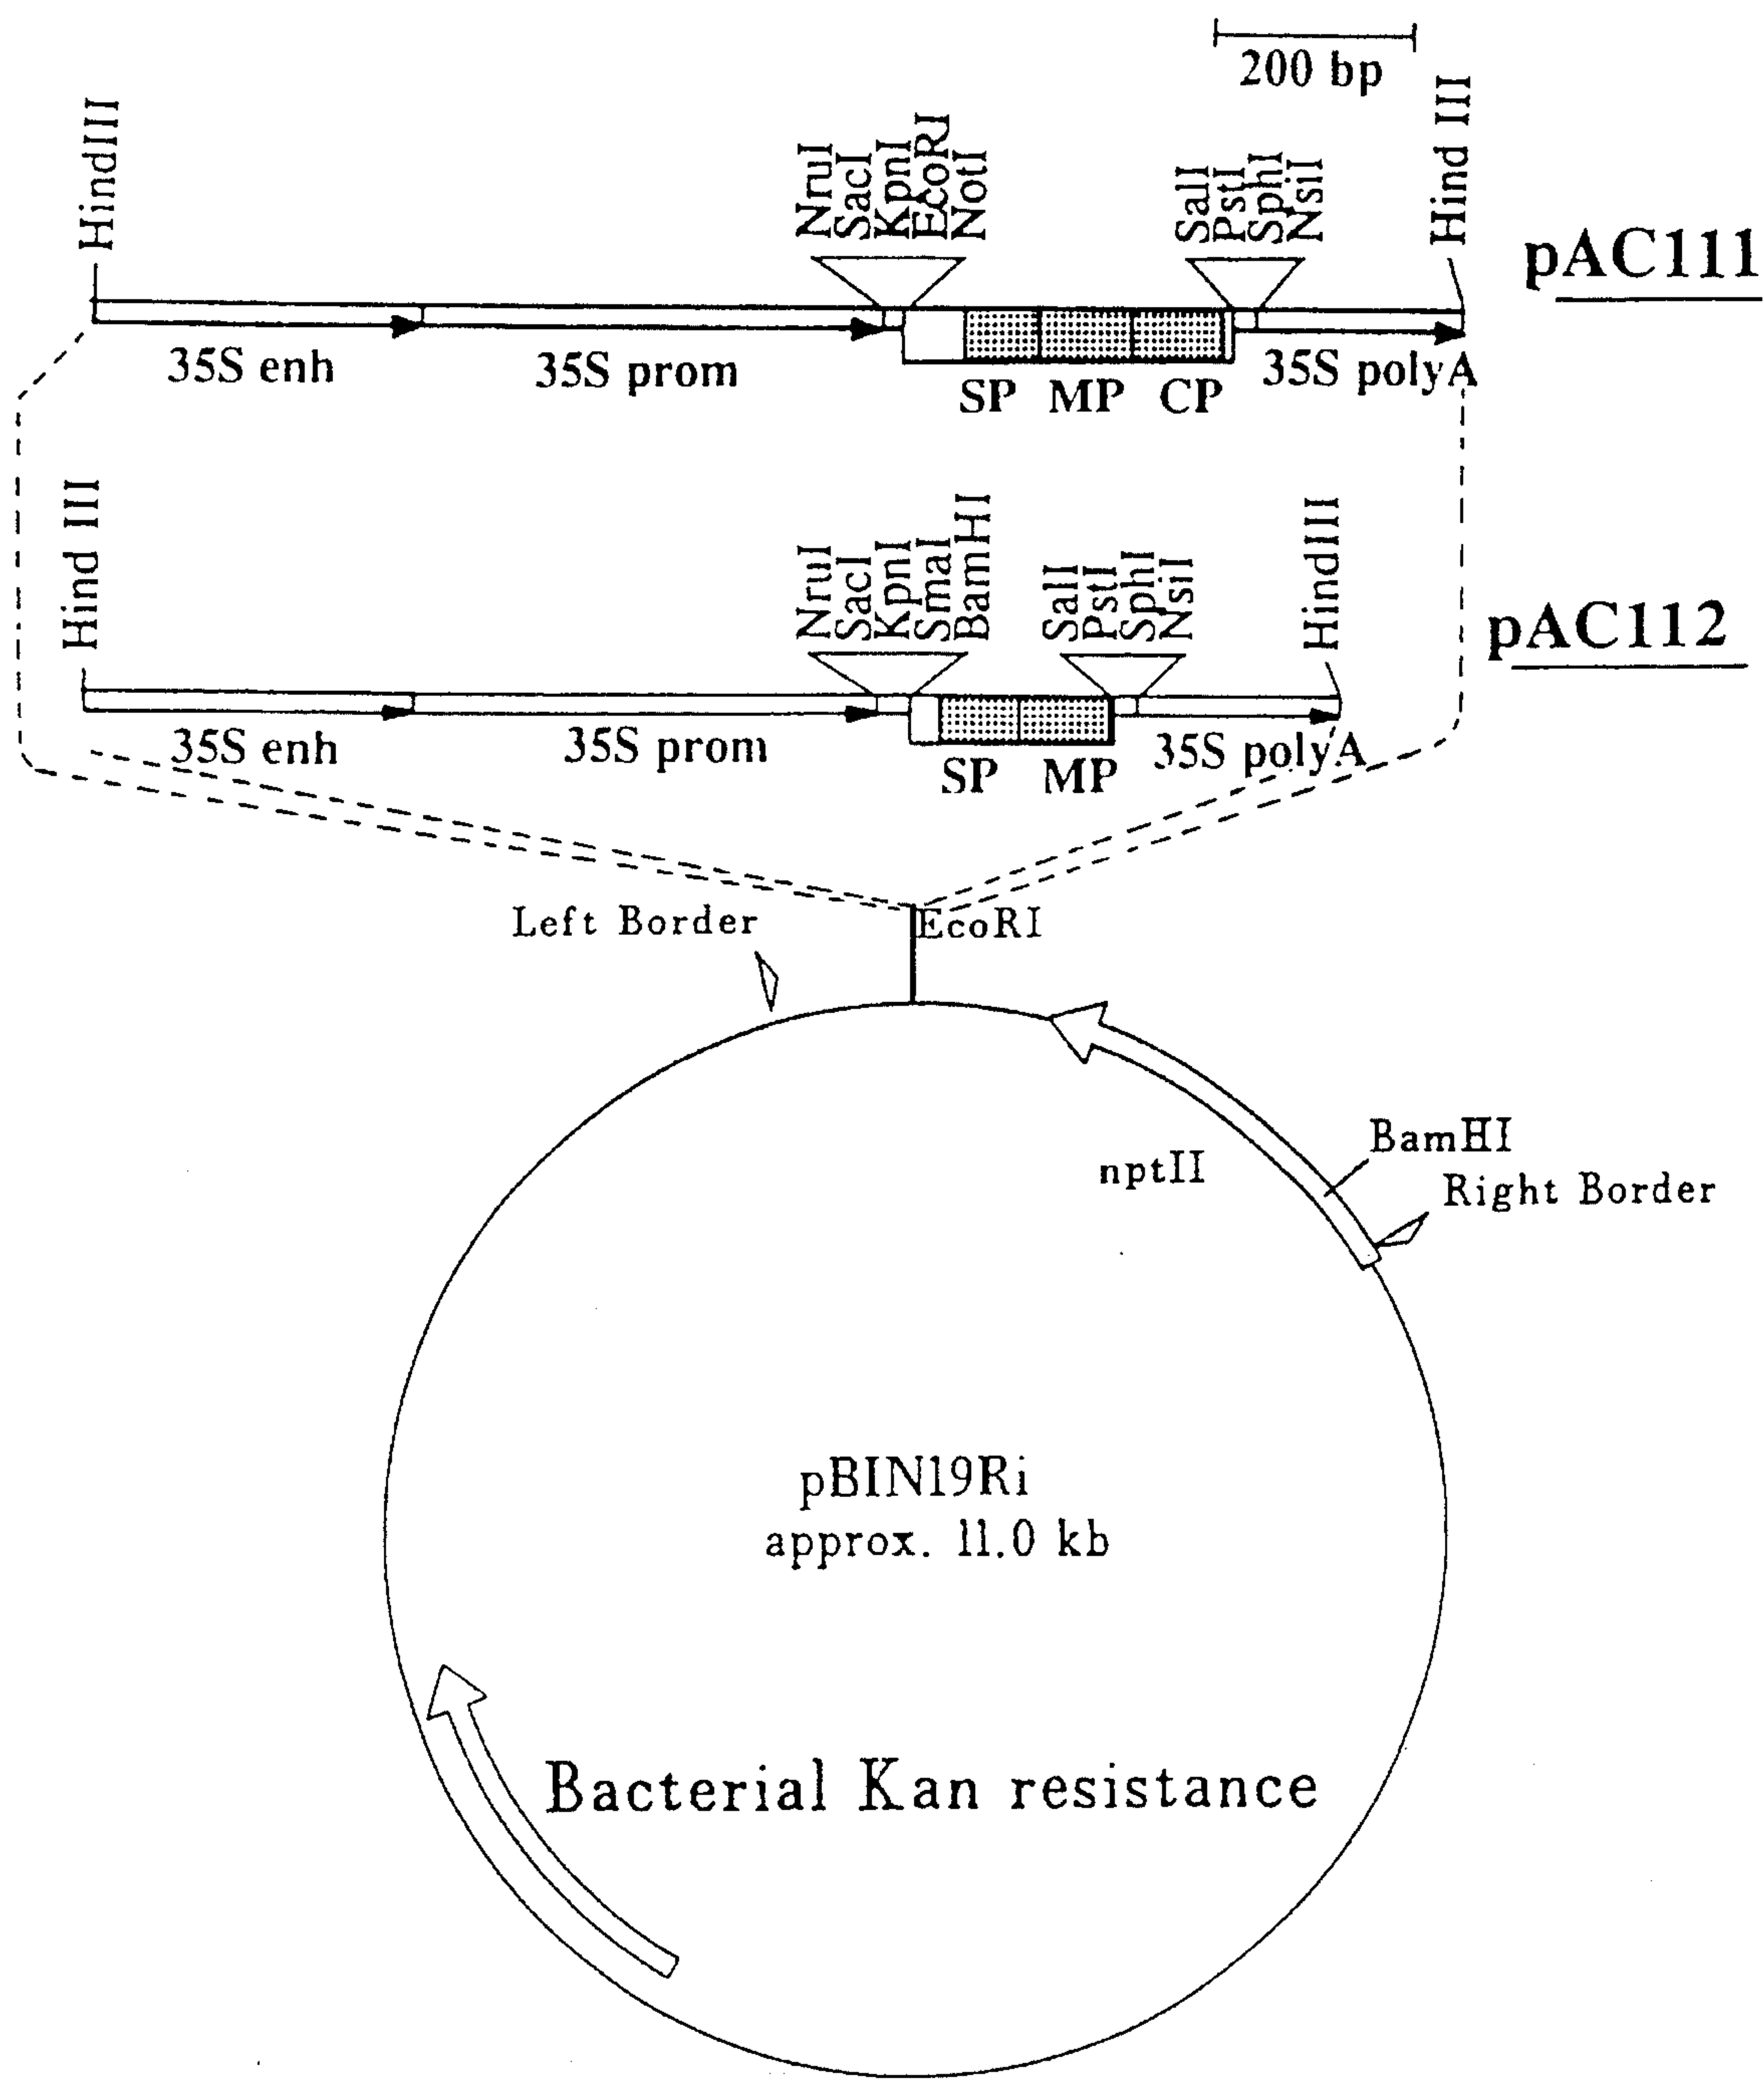 200 bp
HindIII
NruI
SacI
KpnI
EcoRI
NotI
SalI
PstI
SphI
NsiI
Hind III
pAC111
35S enh
35S prom
SP
MP
CP
35S polyA
Hind III
NruI
SacI
KpnI
SmaI
BamHI
SalI
PstI
SphI
NsiI
HindIII
pAC112
35S enh
35S prom
SP
MP
35S polyA
Left Border
EcoRI
BamHI
nptII
Right Border
pBIN19Ri
approx. 11.0 kb
Bacterial Kan resistance